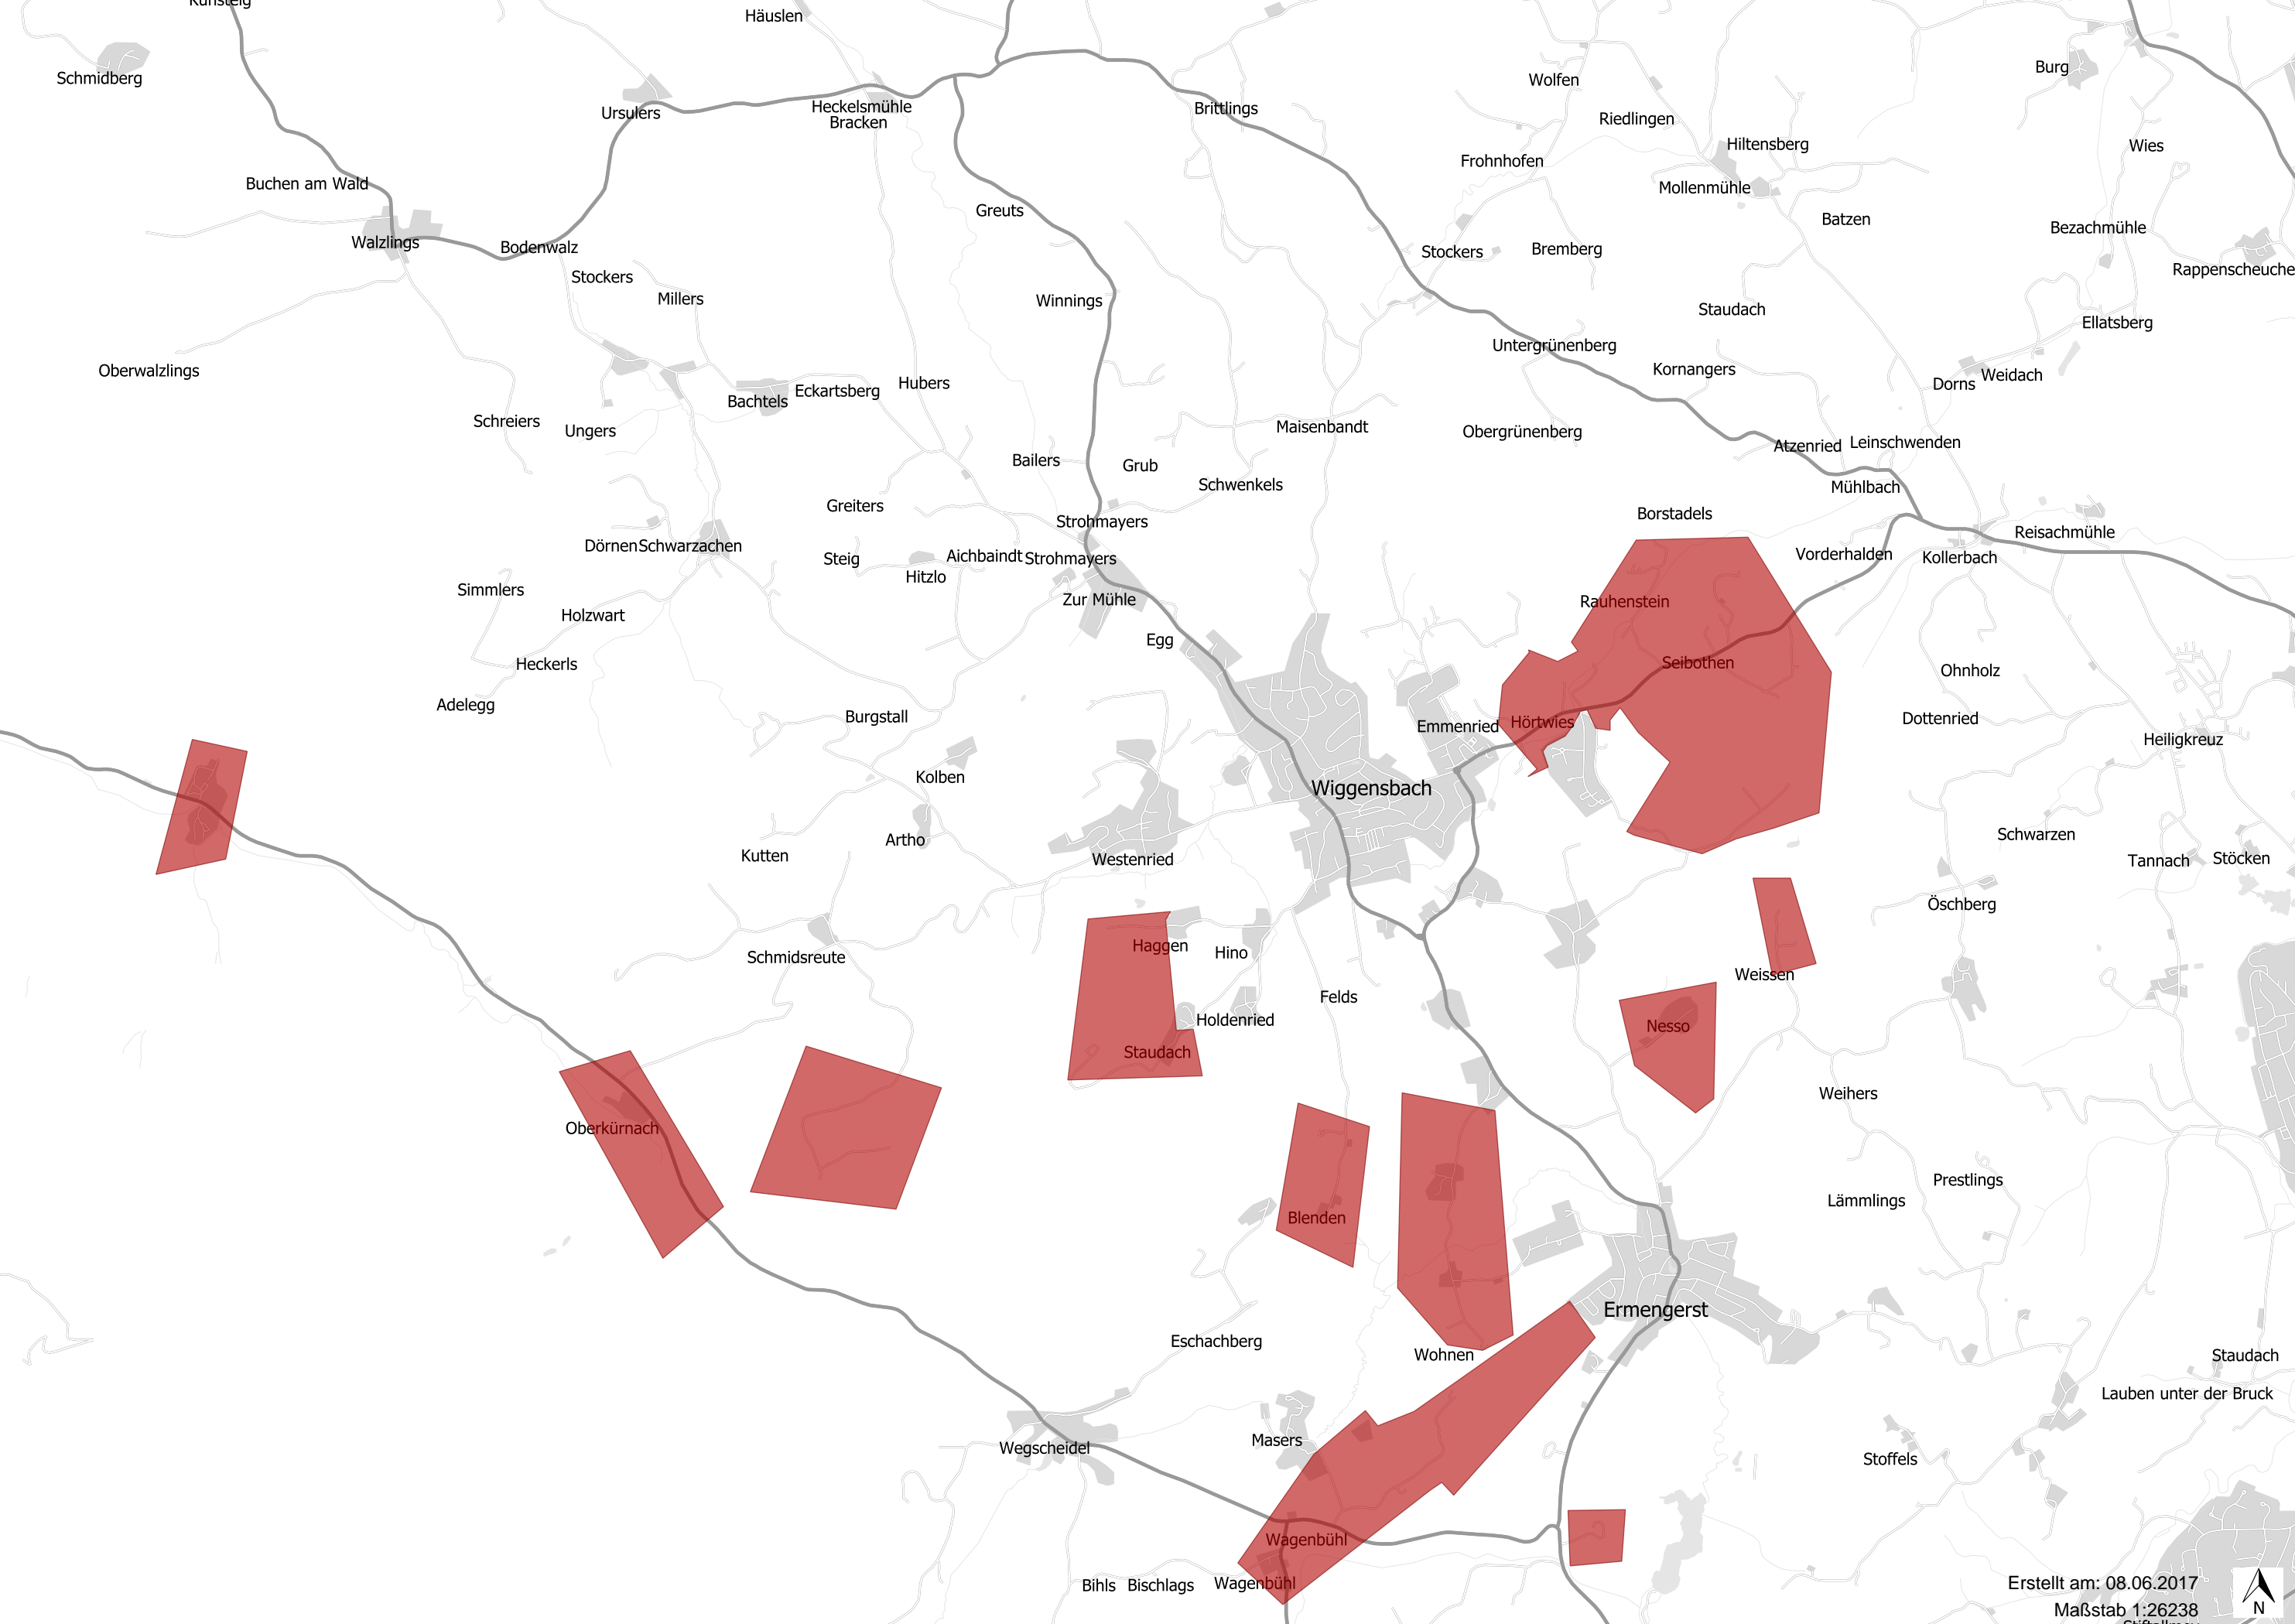 Kunsteig
Häuslen
Schmidberg
Ursulers
Heckelsmühle
Bracken
Brittlings
Wolfen
Riedlingen
Burg
Frohnhofen
Hiltensberg
Wies
Mollenmühle
Buchen am Wald
Greuts
Batzen
Bezachmühle
Walzlings
Bodenwalz
Stockers
Bremberg
Rappenscheuche
Stockers
Millers
Winnings
Staudach
Ellatsberg
Untergrünenberg
Oberwalzlings
Kornangers
Dorns
Weidach
Bachtels
Eckartsberg
Hubers
Schreiers
Ungers
Maisenbandt
Obergrünenberg
Atzenried
Leinschwenden
Bailers
Grub
Schwenkels
Mühlbach
Greiters
Strohmayers
Borstadels
Reisachmühle
Dörnen
Schwarzachen
Steig
Aichbaindt
Strohmayers
Vorderhalden
Kollerbach
Hitzlo
Simmlers
Zur Mühle
Rauhenstein
Holzwart
Egg
Heckerls
Seibothen
Ohnholz
Adelegg
Burgstall
Emmenried
Hörtwies
Dottenried
Heiligkreuz
Kolben
Wiggensbach
Artho
Kutten
Westenried
Schwarzen
Tannach
Stöcken
Öschberg
Schmidsreute
Haggen
Hino
Weissen
Felds
Holdenried
Nesso
Staudach
Weihers
Oberkürnach
Prestlings
Lämmlings
Blenden
Ermengerst
Eschachberg
Wohnen
Staudach
Lauben unter der Bruck
Masers
Wegscheidel
Stoffels
Wagenbühl
Bihls
Bischlags
Wagenbühl
Erstellt am: 08.06.2017
Maßstab 1:26238
N